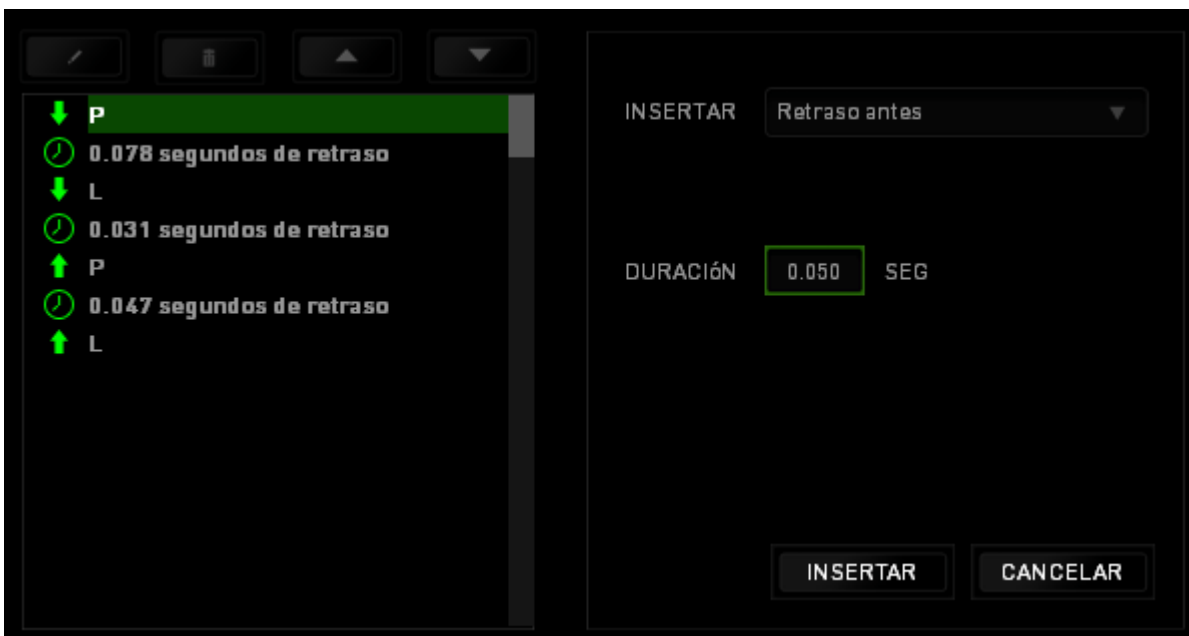 P
0.078 segundos de retraso
L
0.031 segundos de retraso
P
0.047 segundos de retraso
L
INSERTAR Retraso antes
DURACIóN 0.050 SEG
INSERTAR CANCELAR